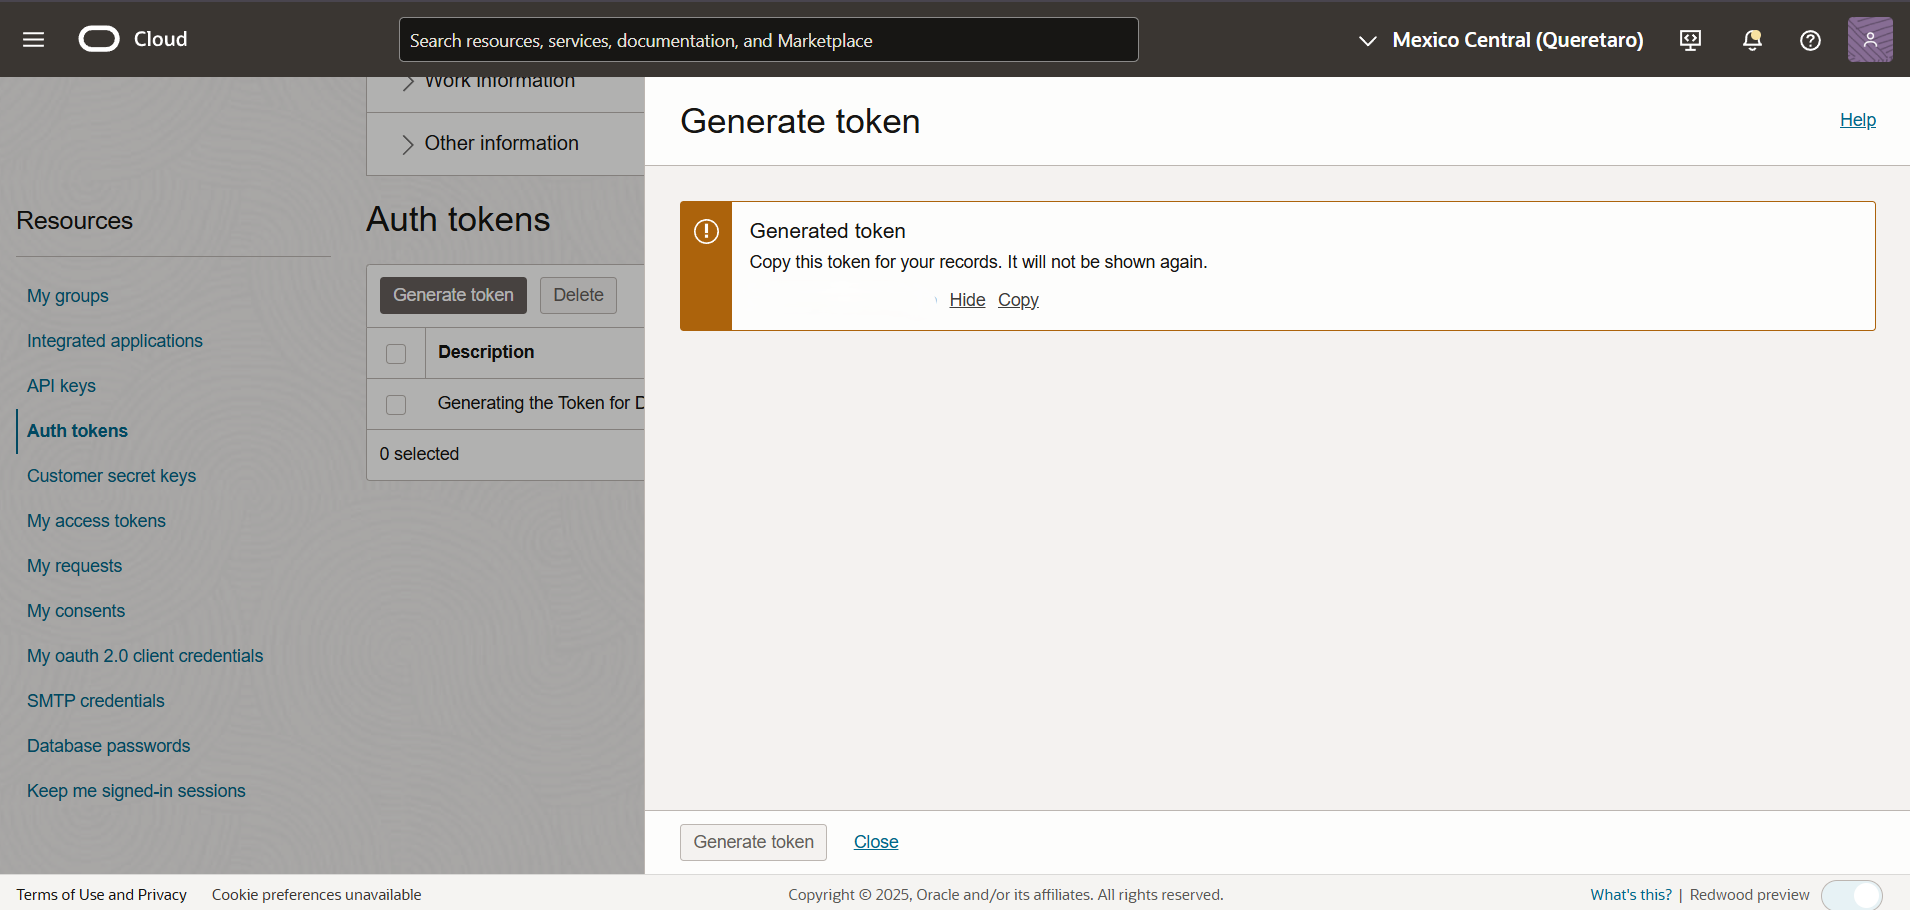 Cloud
Search resources, services, documentation, and Marketplace
Mexico Central (Queretaro)
Work information
Other information
Resources
My groups
Integrated applications
API keys
Auth tokens
Customer secret keys
My access tokens
My requests
My consents
My oauth 2.0 client credentials
SMTP credentials
Database passwords
Keep me signed-in sessions
Auth tokens
Generate token Delete
Description
Generating the Token for D
0 selected
Generate token
Help
Generated token
Copy this token for your records. It will not be shown again.
Hide Copy
Generate token Close
Terms of Use and Privacy Cookie preferences unavailable
Copyright © 2025, Oracle and/or its affiliates. All rights reserved.
What's this? | Redwood preview